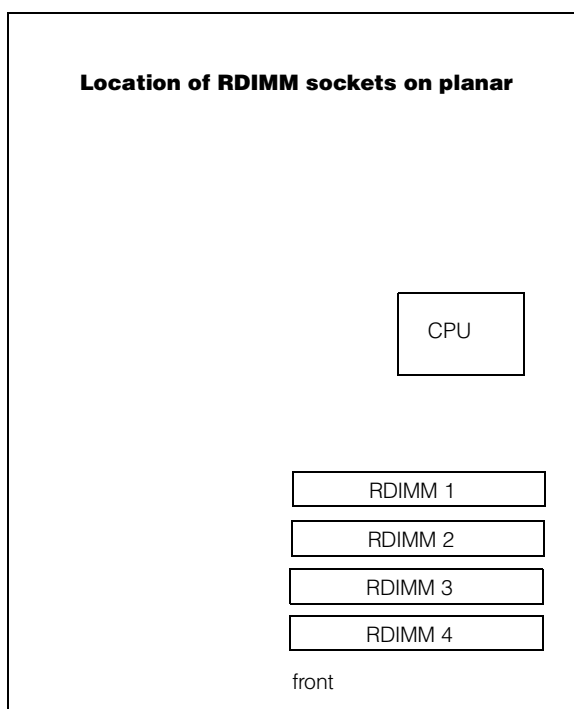 Location of RDIMM sockets on planar
CPU
RDIMM 1
RDIMM 2
RDIMM 3
RDIMM 4
front